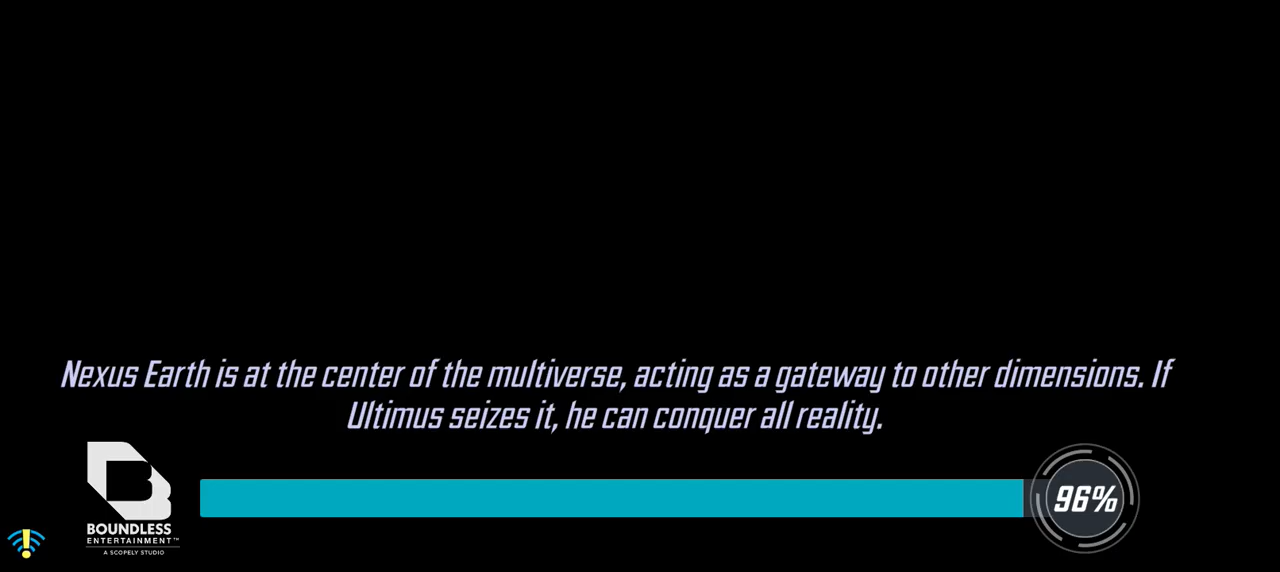 Nexus Earth is at the center of the multiverse, acting as a gateway to other dimensions. If
Ultimus seizes it, he can conquer all reality.
96%
BOUNDLESS
ENTERTAINMENT™
A SCOPELY STUDIO